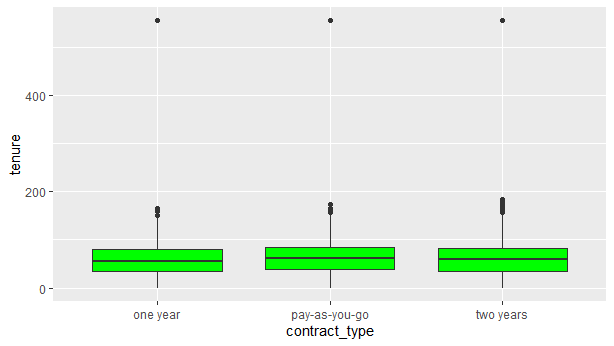 tenure
400
200
0
one year
pay-as-you-go
two years
contract_type